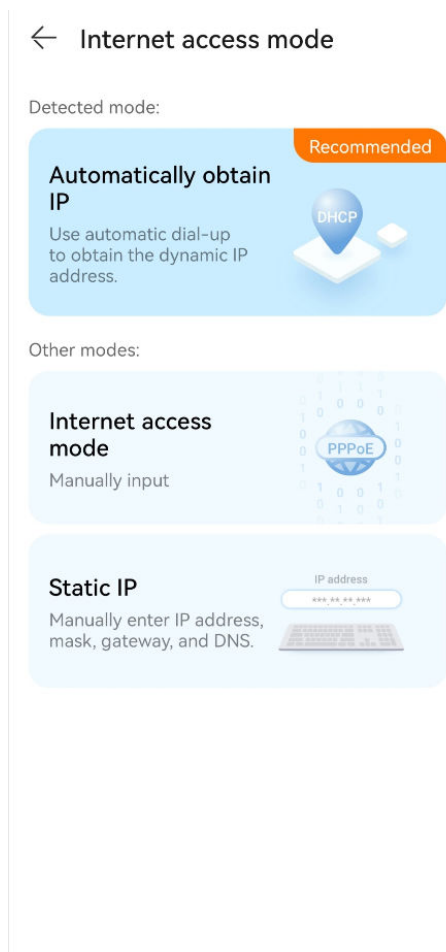 Internet access mode
Detected mode:
Recommended
Automatically obtain
IP
Use automatic dial-up
to obtain the dynamic IP
address.
DHCP
Other modes:
Internet access
mode
Manually input
PPPoE
Static IP
Manually enter IP address,
mask, gateway, and DNS.
IP address
***.**.**.***